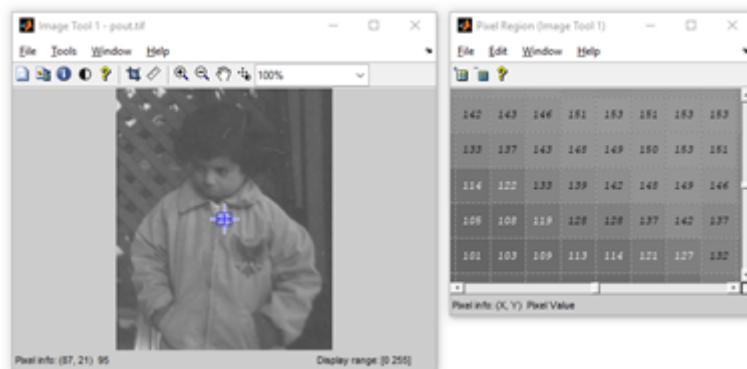 Image Tool 1 - pout.tif
File Tools Window Help
100%
Pixel info: (87, 21) 95
Display range: [0 255]
Pixel Region (Image Tool 1)
File Edit Window Help
142 143 146 151 153 151 153 153
133 137 143 148 149 150 153 151
114 122 133 139 142 148 149 146
105 108 119 128 128 137 142 137
101 103 109 113 114 121 127 132
Pixel info: (X, Y) Pixel Value